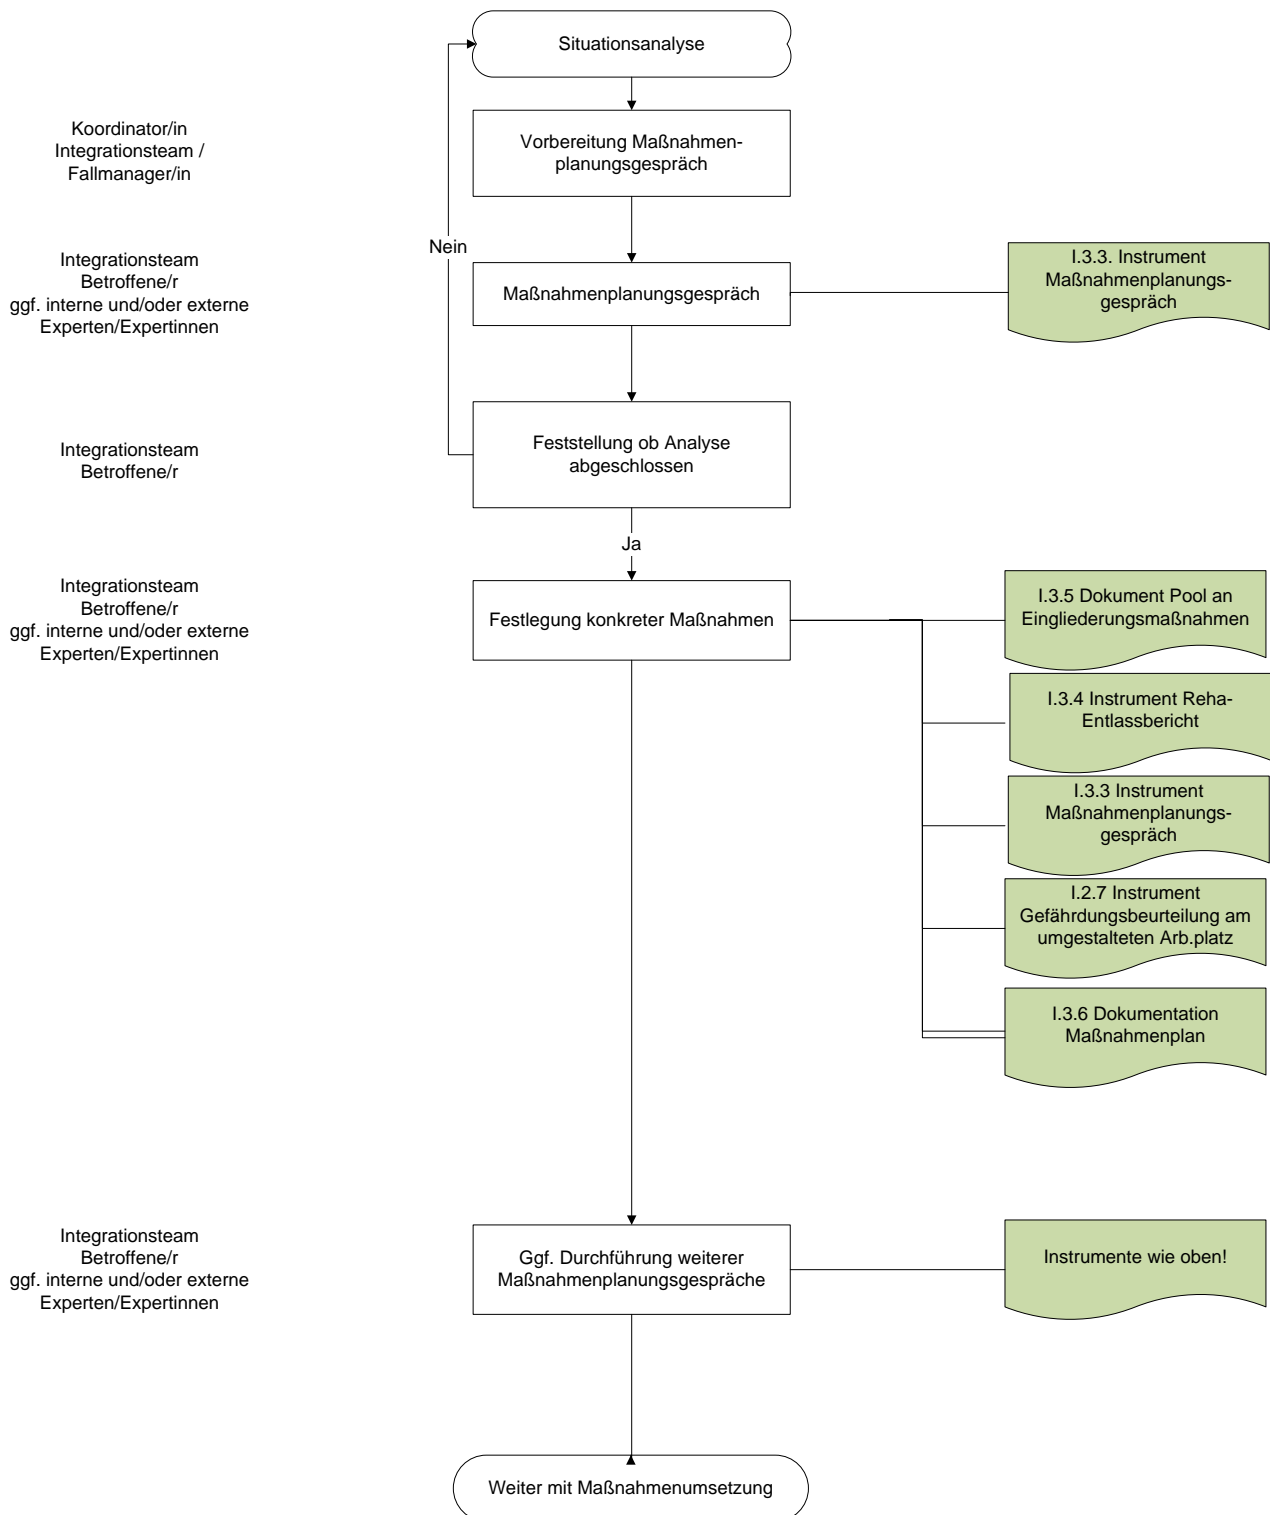 Situationsanalyse
Koordinator/in
Integrationsteam /
Fallmanager/in
Vorbereitung Maßnahmen-
planungsgespräch
Nein
Integrationsteam
Betroffene/r
ggf. interne und/oder externe
Experten/Expertinnen
Maßnahmenplanungsgespräch
I.3.3. Instrument
Maßnahmenplanungs-
gespräch
Integrationsteam
Betroffene/r
Feststellung ob Analyse
abgeschlossen
Ja
Integrationsteam
Betroffene/r
ggf. interne und/oder externe
Experten/Expertinnen
Festlegung konkreter Maßnahmen
I.3.5 Dokument Pool an
Eingliederungsmaßnahmen
I.3.4 Instrument Reha-
Entlassbericht
I.3.3 Instrument
Maßnahmenplanungs-
gespräch
I.2.7 Instrument
Gefährdungsbeurteilung am
umgestalteten Arb.platz
I.3.6 Dokumentation
Maßnahmenplan
Integrationsteam
Betroffene/r
ggf. interne und/oder externe
Experten/Expertinnen
Ggf. Durchführung weiterer
Maßnahmenplanungsgespräche
Instrumente wie oben!
Weiter mit Maßnahmenumsetzung